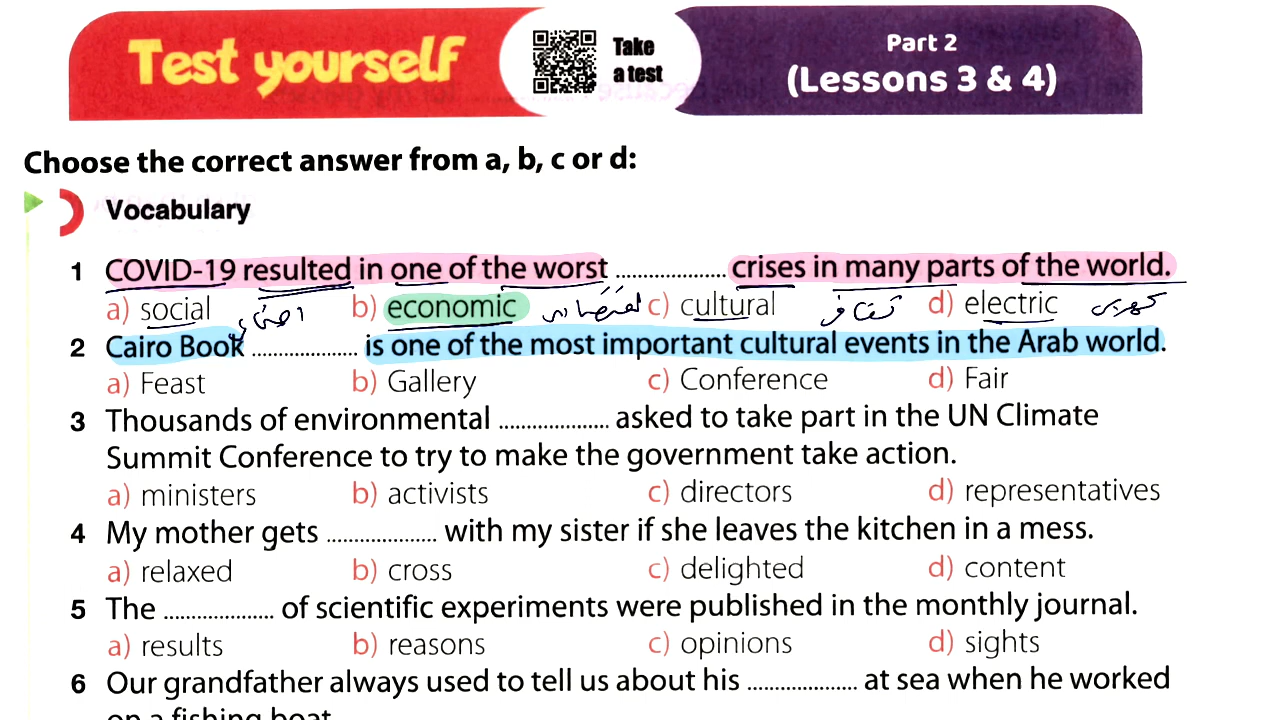 Test yourself
Take
a test
Part 2
(Lessons 3 & 4)
Choose the correct answer from a, b, c or d:
Vocabulary
1 COVID-19 resulted in one of the worst .................... crises in many parts of the world.
a) social b) economic c) cultural d) electric
2 Cairo Book .................... is one of the most important cultural events in the Arab world.
a) Feast b) Gallery c) Conference d) Fair
3 Thousands of environmental .................... asked to take part in the UN Climate
Summit Conference to try to make the government take action.
a) ministers b) activists c) directors d) representatives
4 My mother gets .................... with my sister if she leaves the kitchen in a mess.
a) relaxed b) cross c) delighted d) content
5 The .................... of scientific experiments were published in the monthly journal.
a) results b) reasons c) opinions d) sights
6 Our grandfather always used to tell us about his .................... at sea when he worked
on a fishing boat.